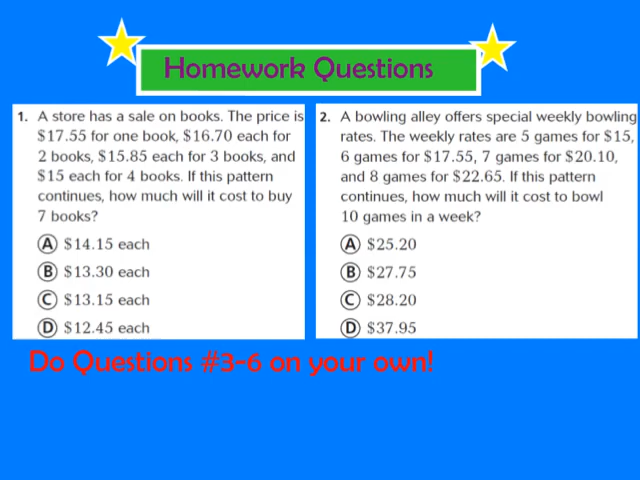 Homework Questions
1. A store has a sale on books. The price is
$17.55 for one book, $16.70 each for
2 books, $15.85 each for 3 books, and
$15 each for 4 books. If this pattern
continues, how much will it cost to buy
7 books?
A $14.15 each
B $13.30 each
C $13.15 each
D $12.45 each
2. A bowling alley offers special weekly bowling
rates. The weekly rates are 5 games for $15,
6 games for $17.55, 7 games for $20.10,
and 8 games for $22.65. If this pattern
continues, how much will it cost to bowl
10 games in a week?
A $25.20
B $27.75
C $28.20
D $37.95
Do Questions #3-6 on your own!